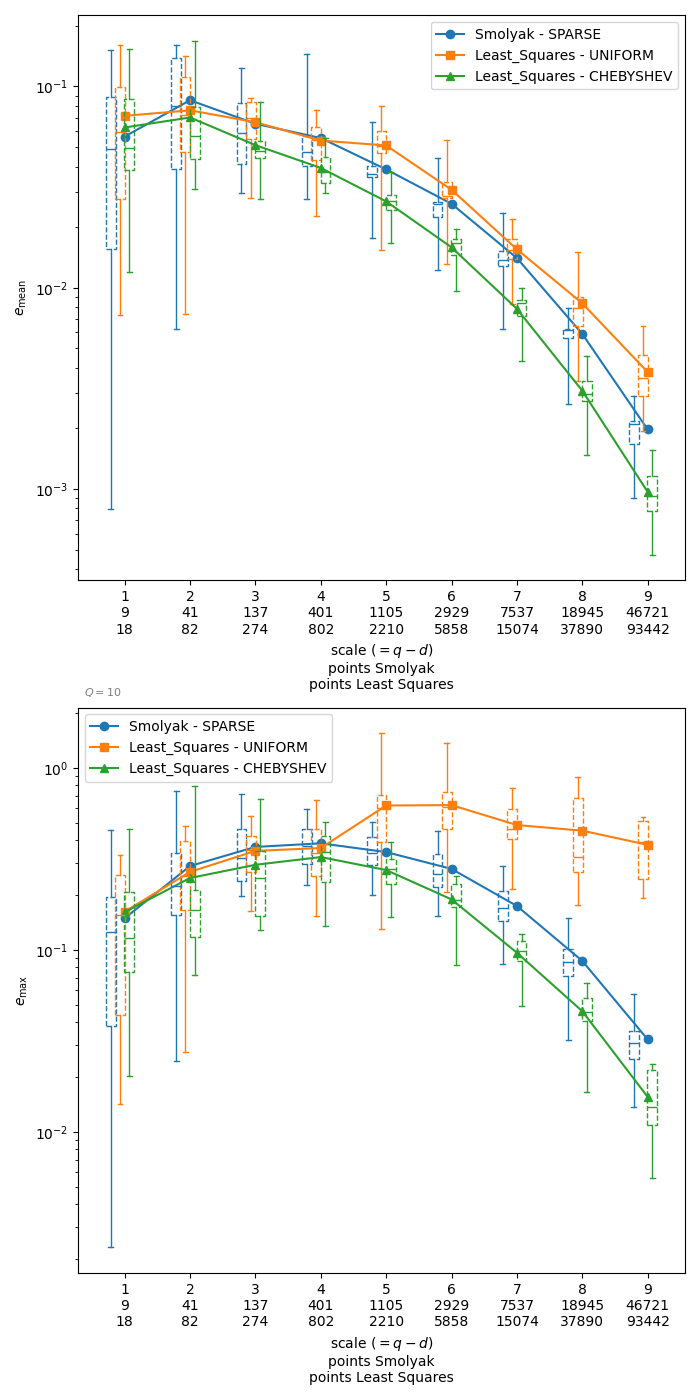 Smolyak - SPARSE
Least_Squares - UNIFORM
Least_Squares - CHEBYSHEV
10⁻¹
10⁻²
10⁻³
e_mean
1 2 3 4 5 6 7 8 9
9 41 137 401 1105 2929 7537 18945 46721
18 82 274 802 2210 5858 15074 37890 93442
scale (= q − d)
points Smolyak
points Least Squares
Q = 10
Smolyak - SPARSE
Least_Squares - UNIFORM
Least_Squares - CHEBYSHEV
10⁰
10⁻¹
10⁻²
e_max
1 2 3 4 5 6 7 8 9
9 41 137 401 1105 2929 7537 18945 46721
18 82 274 802 2210 5858 15074 37890 93442
scale (= q − d)
points Smolyak
points Least Squares